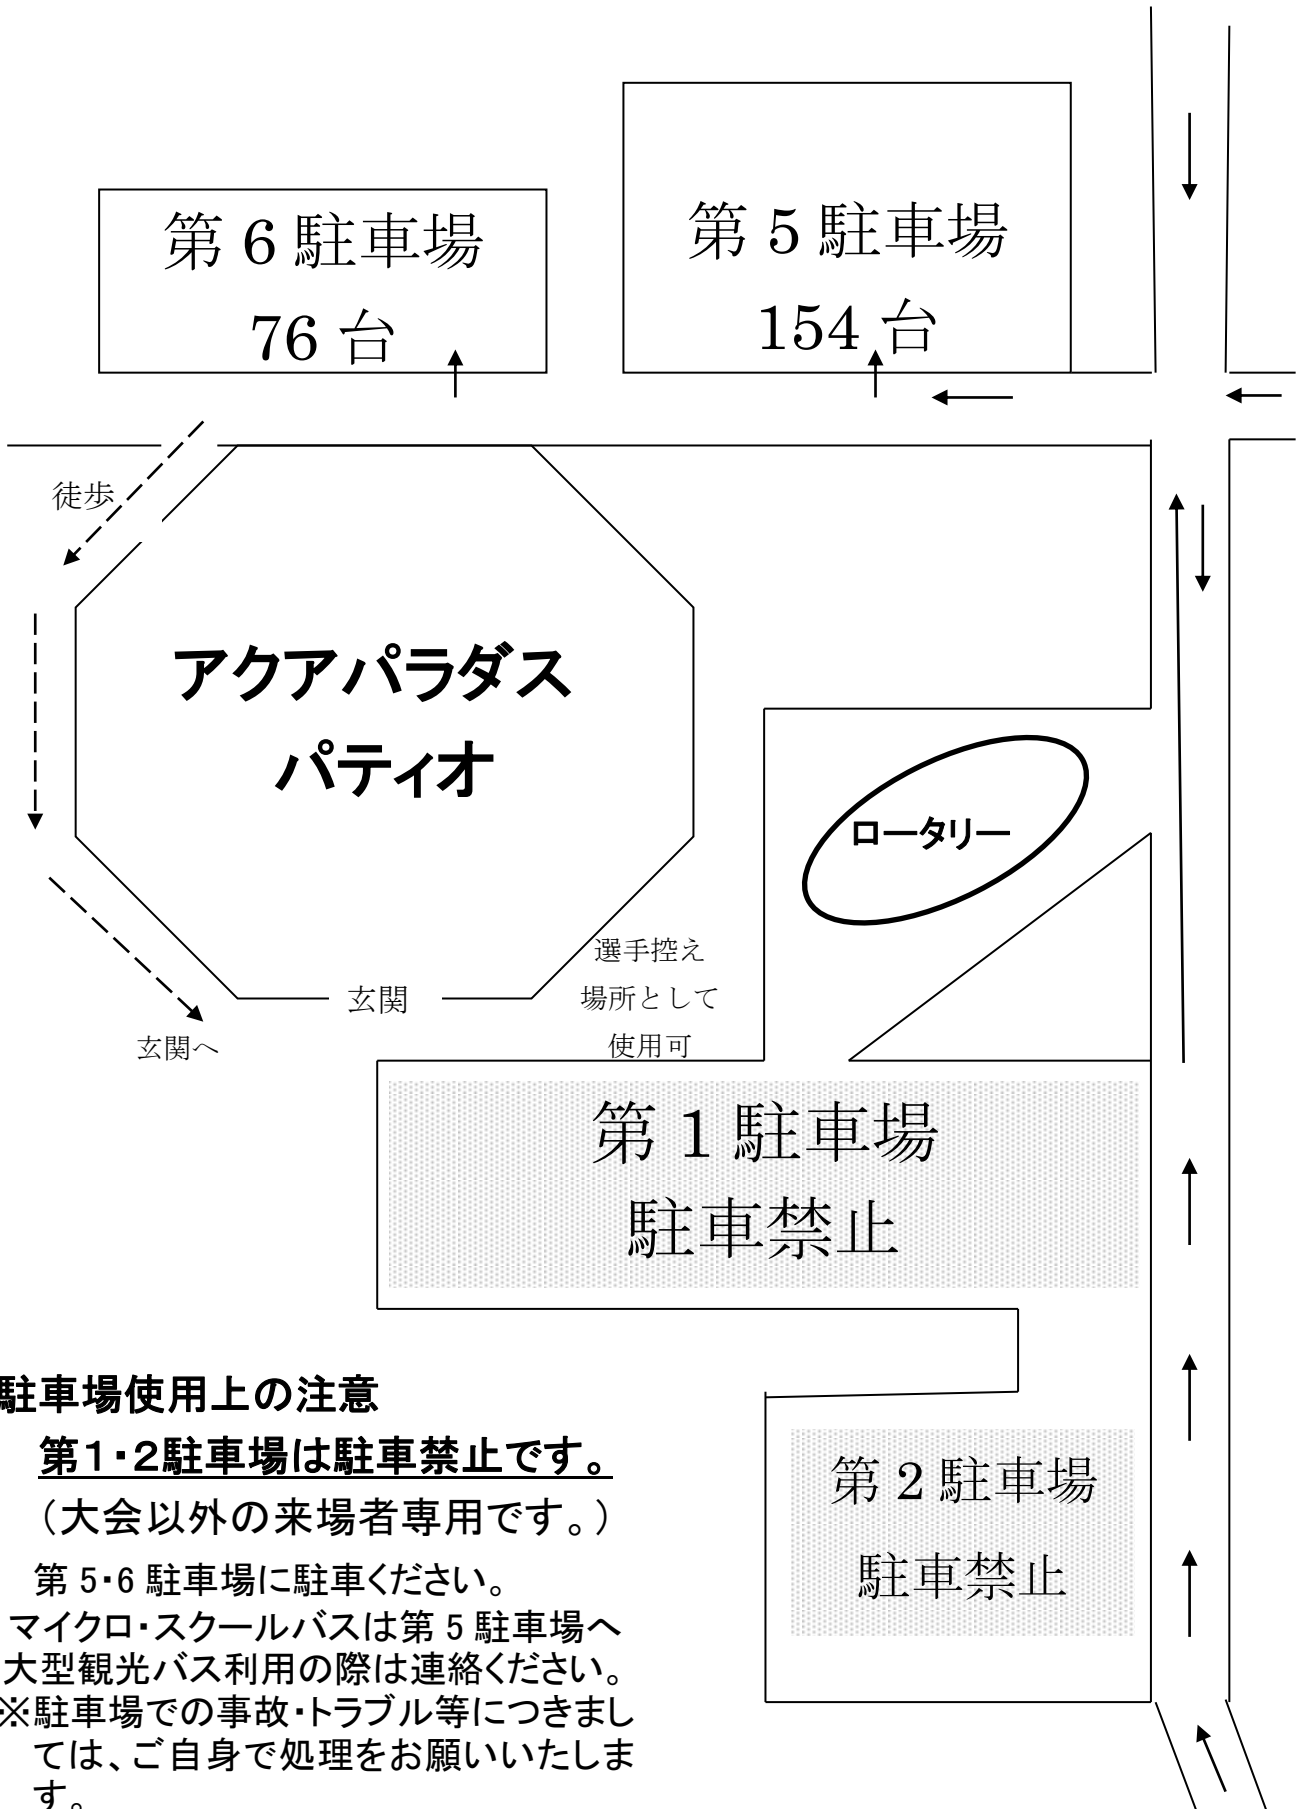 第 6 駐車場
76 台
第 5 駐車場
154 台
徒歩
アクアパラダス
パティオ
ロータリー
選手控え
場所として
使用可
玄関
玄関へ
第 1 駐車場
駐車禁止
駐車場使用上の注意
第1・2駐車場は駐車禁止です。
（大会以外の来場者専用です。）
第 5・6 駐車場に駐車ください。
マイクロ・スクールバスは第 5 駐車場へ
大型観光バス利用の際は連絡ください。
※駐車場での事故・トラブル等につきまし
ては、ご自身で処理をお願いいたしま
す。
第 2 駐車場
駐車禁止